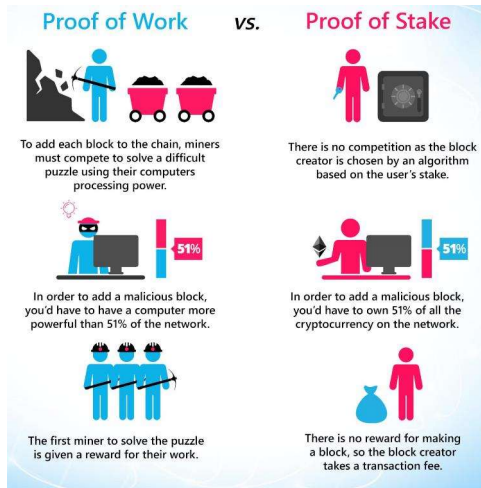 Proof of Work vs. Proof of Stake
To add each block to the chain, miners
must compete to solve a difficult
puzzle using their computers
processing power.
There is no competition as the block
creator is chosen by an algorithm
based on the user's stake.
51%
51%
In order to add a malicious block,
you'd have to have a computer more
powerful than 51% of the network.
In order to add a malicious block,
you'd have to own 51% of all the
cryptocurrency on the network.
The first miner to solve the puzzle
is given a reward for their work.
There is no reward for making
a block, so the block creator
takes a transaction fee.